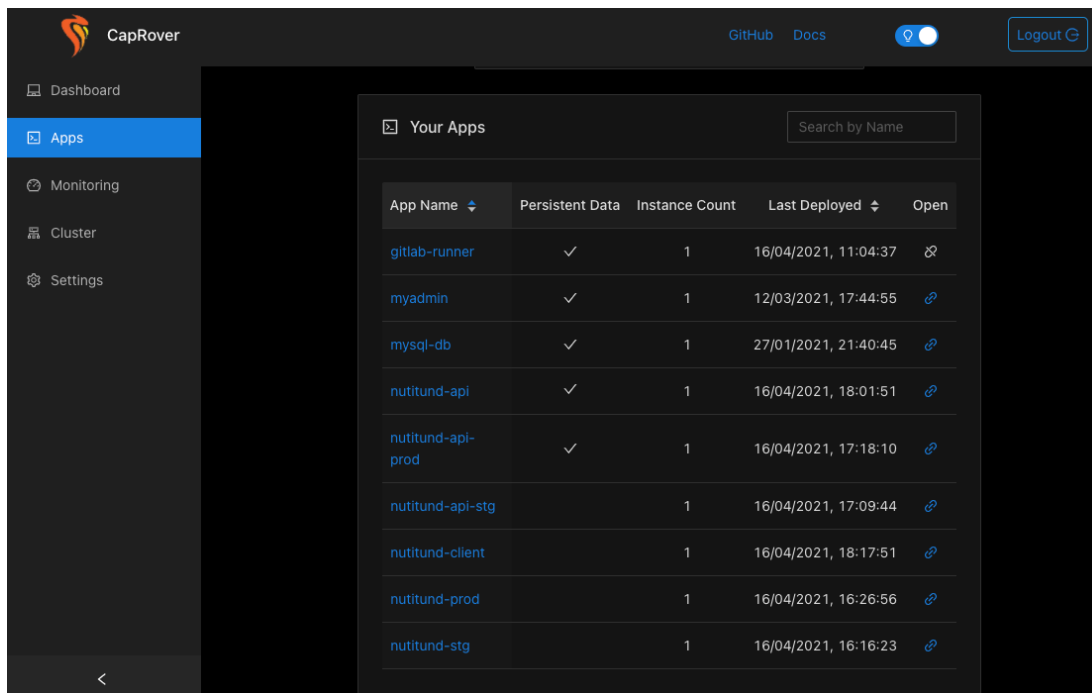 CapRover
GitHub Docs
Logout
Dashboard
Apps
Monitoring
Cluster
Settings
Your Apps
Search by Name
App Name Persistent Data Instance Count Last Deployed Open
gitlab-runner 1 16/04/2021, 11:04:37
myadmin 1 12/03/2021, 17:44:55
mysql-db 1 27/01/2021, 21:40:45
nutitund-api 1 16/04/2021, 18:01:51
nutitund-api-
prod 1 16/04/2021, 17:18:10
nutitund-api-stg 1 16/04/2021, 17:09:44
nutitund-client 1 16/04/2021, 18:17:51
nutitund-prod 1 16/04/2021, 16:26:56
nutitund-stg 1 16/04/2021, 16:16:23